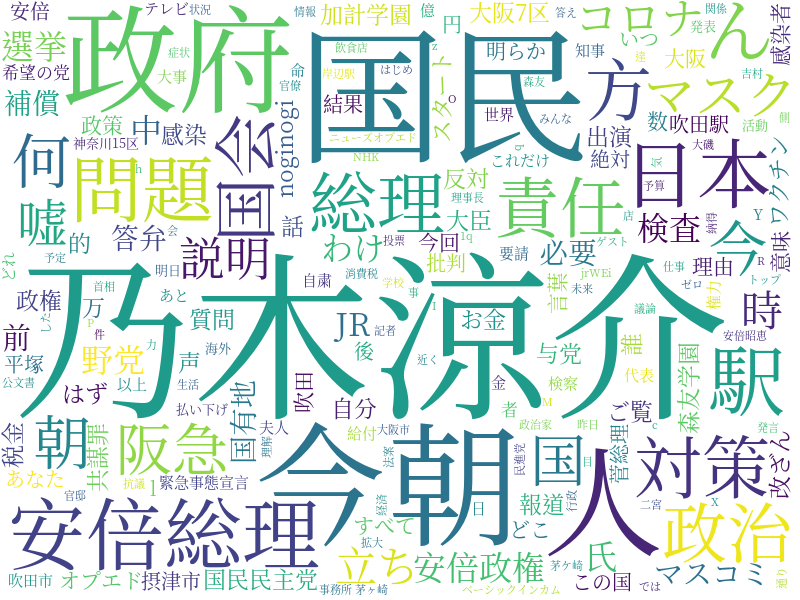 安倍
テレビ
状況
加計学園
億
大阪7区
発表
関係
答え
選挙
希望の党
症状
大事
官僚
命
情報
円
飲食店
岸辺駅
はじめ
明らか
知事
コロナ
いつ
ん
吉村
感染者
補償
政府
国民
方
マスク
政策
中
感染
結果
スタート
世界
みんな
大阪
活動
側
神奈川15区
noginogi
ニューズオプエド
NHK
これだけ
出演
数
吹田駅
絶対
大磯
何
国会
問題
総理
理事長
反対
責任
日本
予算
気
ワクチン
嘘
的
答弁
会
話
大臣
店
検査
納得
意味
Y
どれ
予定
説明
わけ
投票
今回
1q
要請
必要
ゲスト
今
政権
万
首相
明日
あと
自粛
消費税
批判
事
学校
jrWEi
言葉
仕事
理由
ゼロ
権力
トップ
時
未来
前
件
した
P
質問
JR
記者
お金
後
与党
誰
議論
安倍昭恵
平塚
公文書
野党
力
声
海外
近く
乃木涼介
駅
はず
以上
生活
国有地
吹田
自分
金
検察
者
代表
森友学園
ご覧
税金
朝
共謀罪
払い下げ
夫人
給付
大阪市
政治家
昨日
目
菅総理
発言
改ざん
あなた
阪急
理解
法案
今朝
民進党
国
人
対策
官邸
抗議
緊急事態宣言
経済
日
報道
行政
二宮
X
安倍総理
拡大
すべて
どこ
氏
政治
立ち
安倍政権
茅ヶ崎
この国
マスコミ
吹田市
オプエド
摂津市
国民民主党
事務所
茅ヶ崎
ベーシックインカム
では
通り